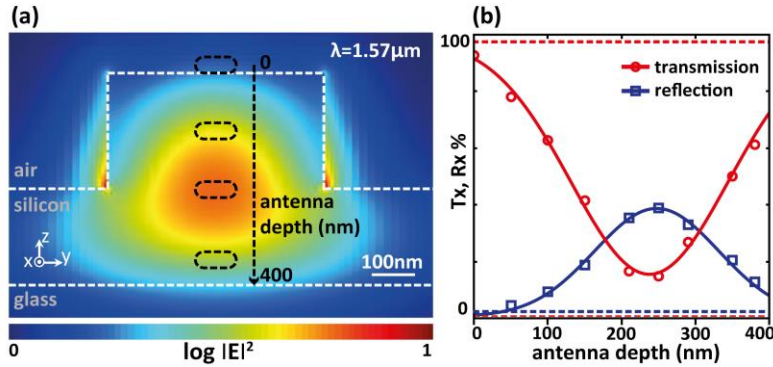 (a)
λ=1.57μm
0
air
silicon
antenna
depth (nm)
z
x
y
400
100nm
glass
0
log |E|²
1
(b)
100
transmission
reflection
Tx, Rx %
0
0
100
200
300
400
antenna depth (nm)